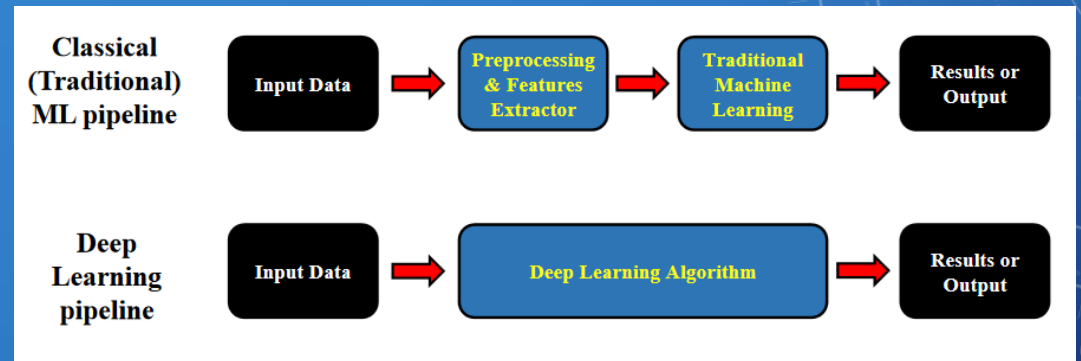 Classical
(Traditional)
ML pipeline
Input Data
Preprocessing
& Features
Extractor
Traditional
Machine
Learning
Results or
Output
Deep
Learning
pipeline
Input Data
Deep Learning Algorithm
Results or
Output